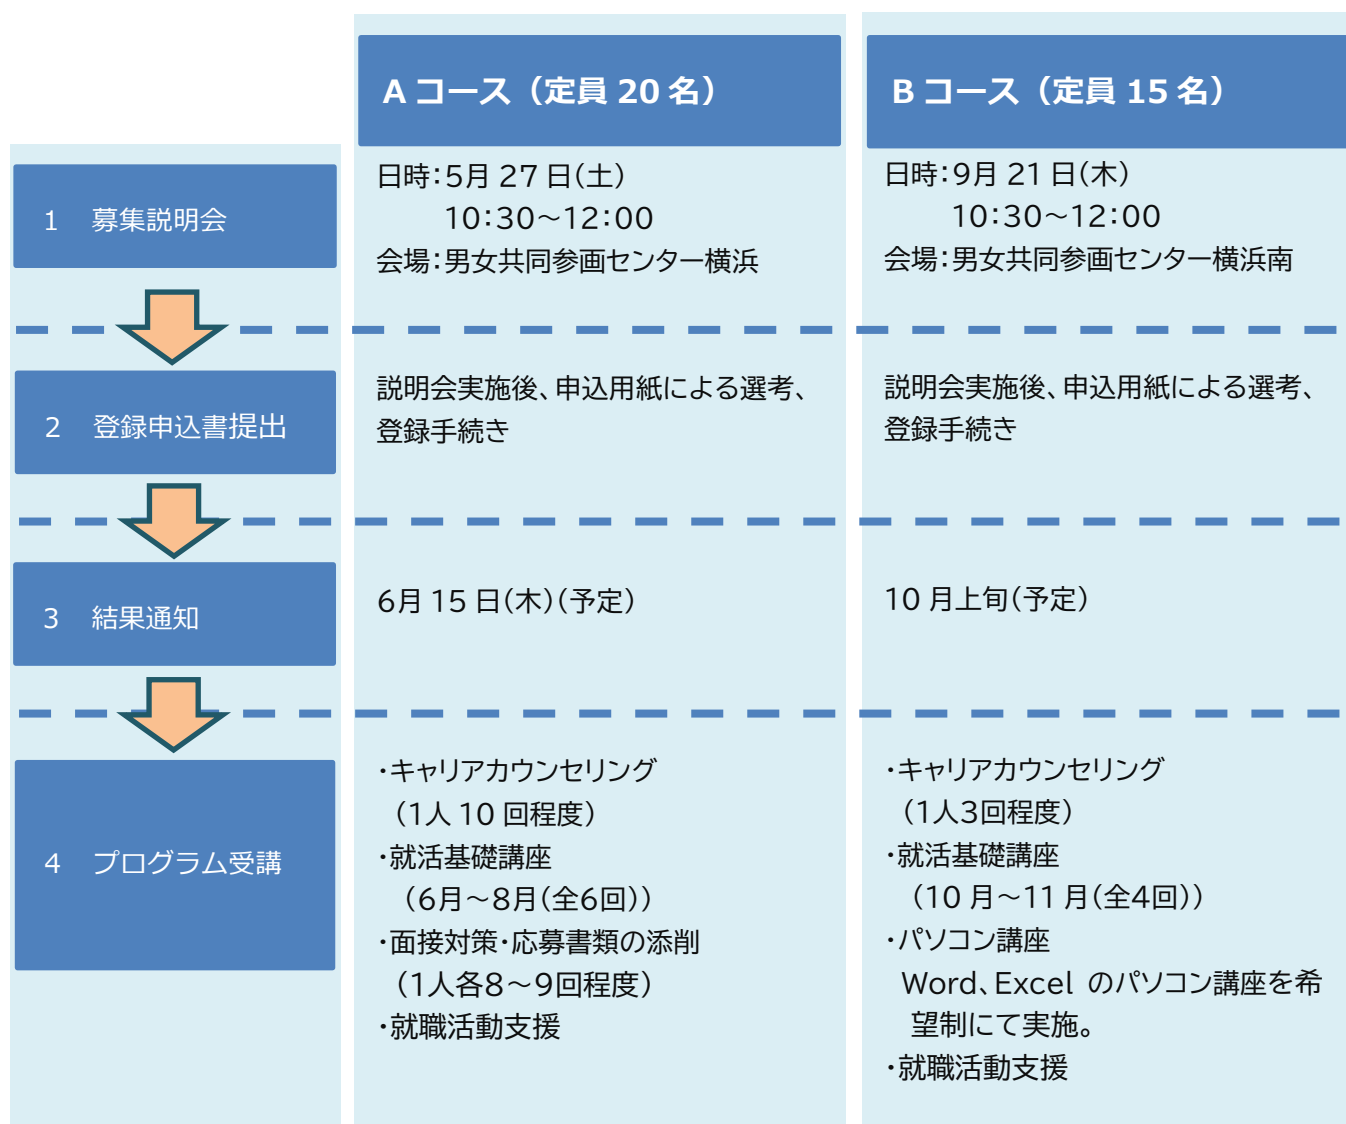 A コース（定員 20 名）
B コース（定員 15 名）
1 募集説明会
日時：5月 27 日（土）
10：30～12：00
会場：男女共同参画センター横浜
日時：9月 21 日（木）
10：30～12：00
会場：男女共同参画センター横浜南
2 登録申込書提出
説明会実施後、申込用紙による選考、
登録手続き
説明会実施後、申込用紙による選考、
登録手続き
3 結果通知
6月 15 日（木）（予定）
10 月上旬（予定）
4 プログラム受講
・キャリアカウンセリング
（1人 10 回程度）
・就活基礎講座
（6月～8月（全6回））
・面接対策・応募書類の添削
（1人各8～9回程度）
・就職活動支援
・キャリアカウンセリング
（1人3回程度）
・就活基礎講座
（10 月～11 月（全4回））
・パソコン講座
Word、Excel のパソコン講座を希
望制にて実施。
・就職活動支援